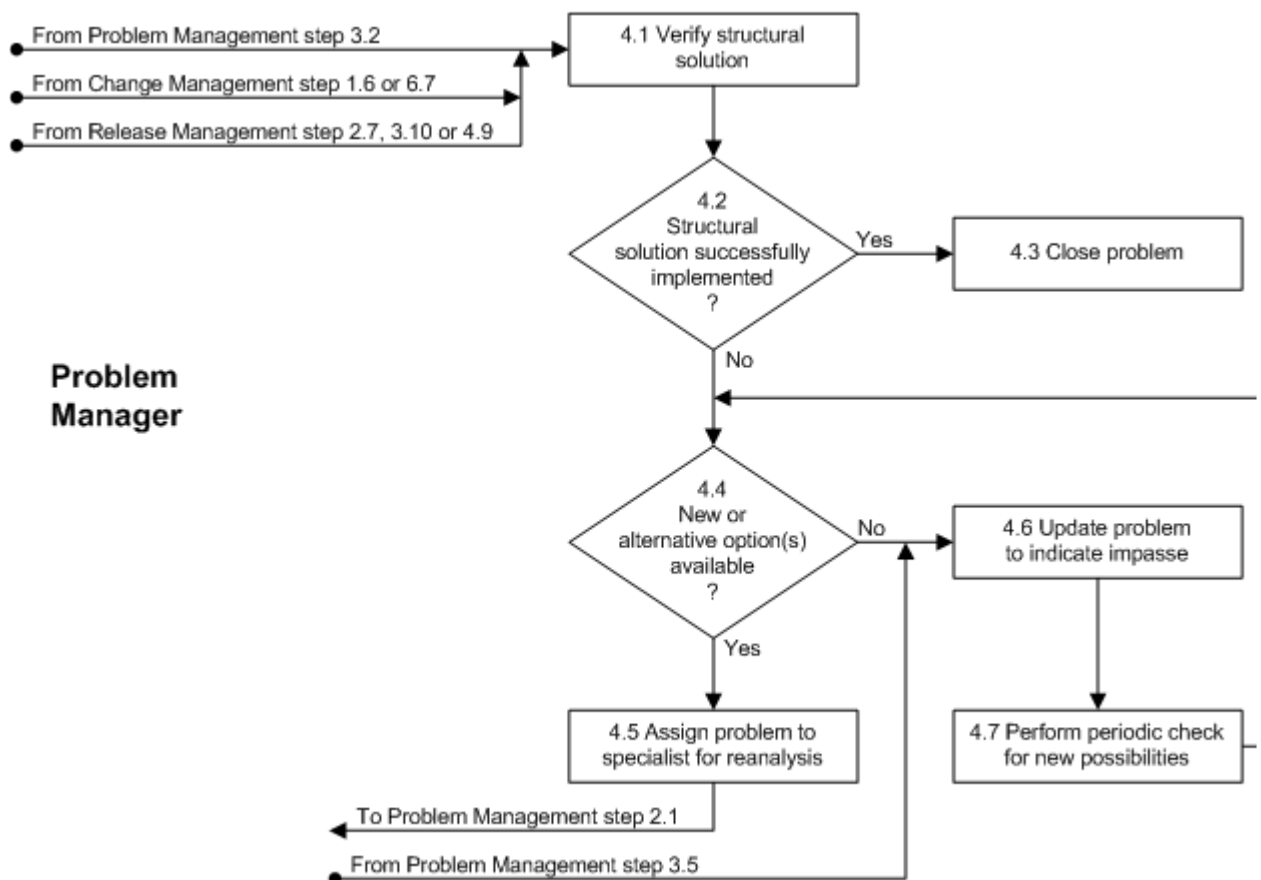 From Problem Management step 3.2
From Change Management step 1.6 or 6.7
From Release Management step 2.7, 3.10 or 4.9
4.1 Verify structural
solution
4.2
Structural
solution successfully
implemented
?
Yes
4.3 Close problem
No
Problem
Manager
4.4
New or
alternative option(s)
available
?
No
4.6 Update problem
to indicate impasse
Yes
4.5 Assign problem to
specialist for reanalysis
4.7 Perform periodic check
for new possibilities
To Problem Management step 2.1
From Problem Management step 3.5